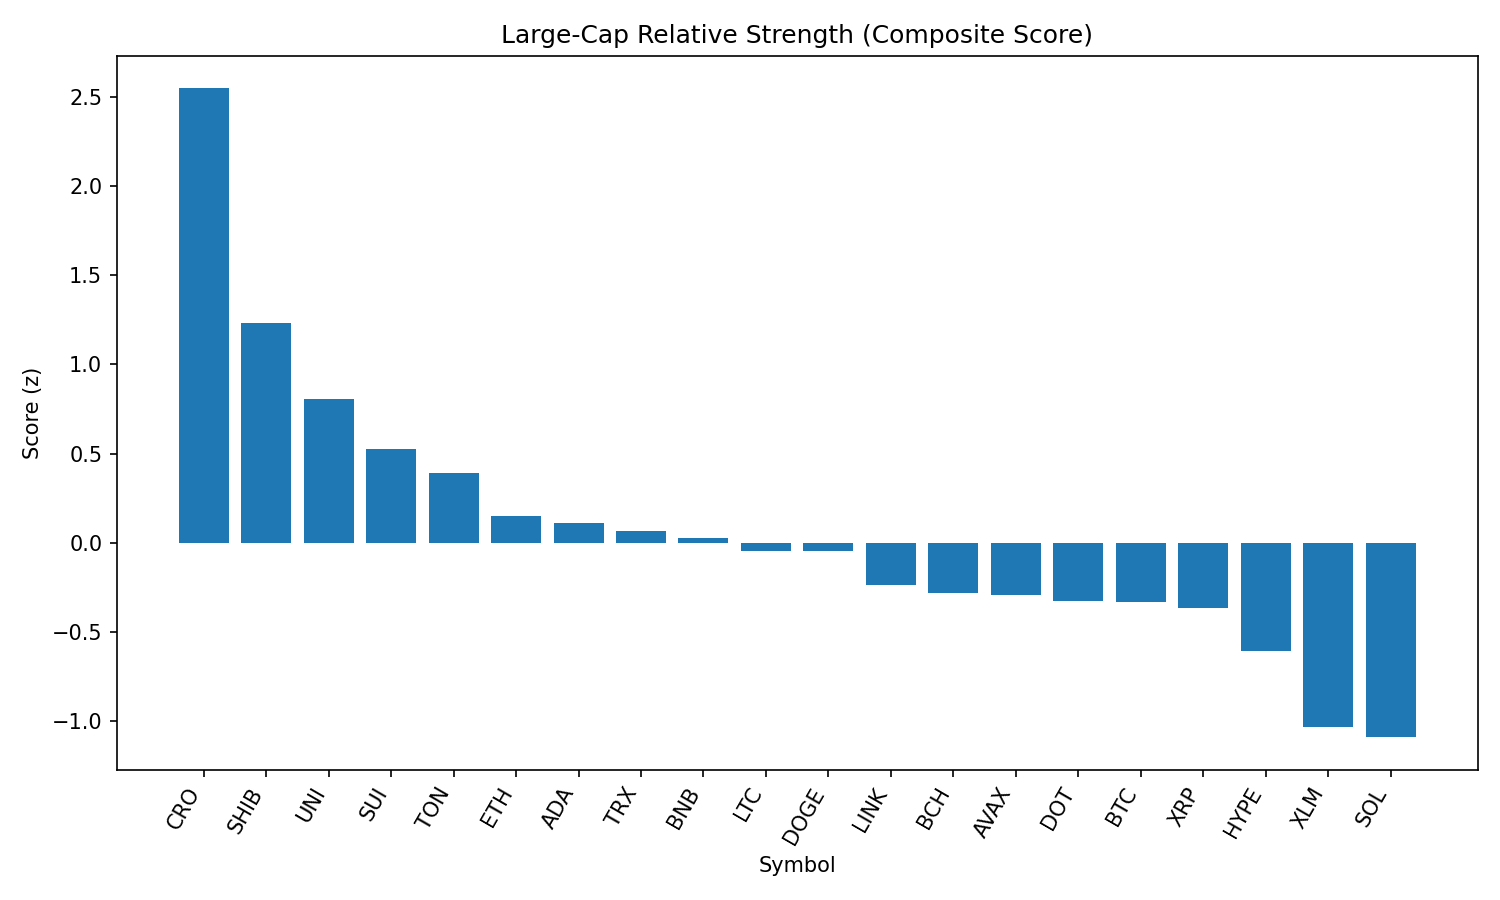 Large-Cap Relative Strength (Composite Score)
Score (z)
2.5
2.0
1.5
1.0
0.5
0.0
−0.5
−1.0
CRO
SHIB
UNI
SUI
TON
ETH
ADA
TRX
BNB
LTC
DOGE
LINK
BCH
AVAX
DOT
BTC
XRP
HYPE
XLM
SOL
Symbol